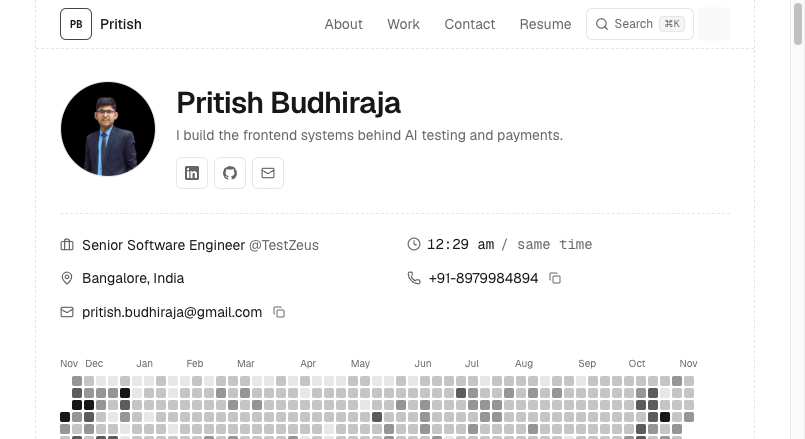 PB Pritish About Work Contact Resume Search ⌘K
Pritish Budhiraja
I build the frontend systems behind AI testing and payments.
Senior Software Engineer @TestZeus
12:29 am / same time
Bangalore, India
+91-8979984894
pritish.budhiraja@gmail.com
Nov Dec Jan Feb Mar Apr May Jun Jul Aug Sep Oct Nov